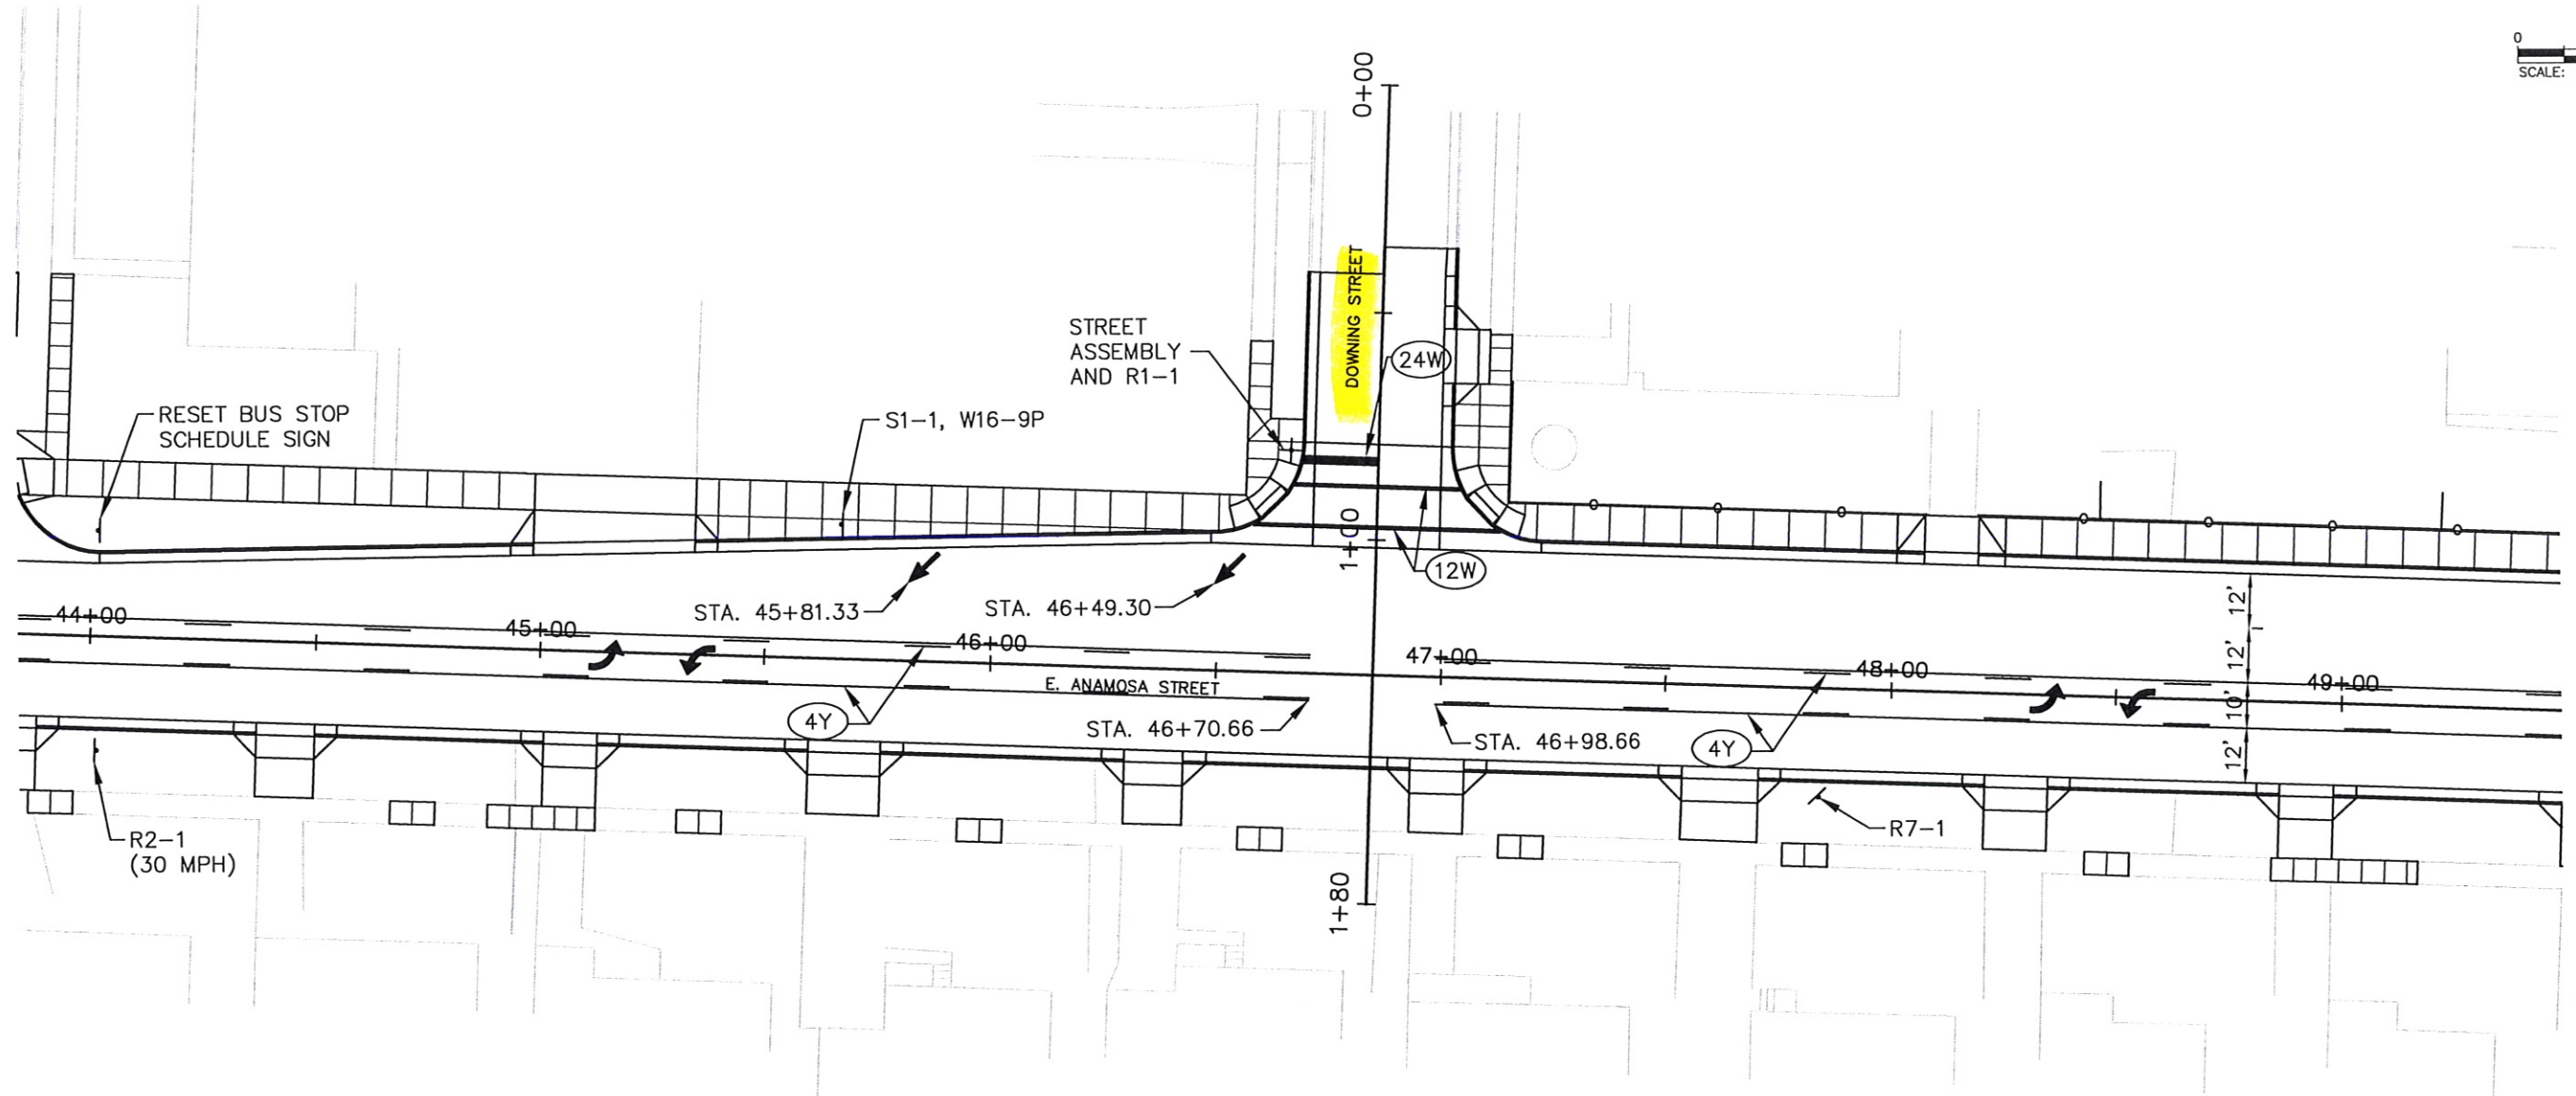 0
SCALE:
0+00
DOWNING STREET
24W
STREET
ASSEMBLY
AND R1-1
RESET BUS STOP
SCHEDULE SIGN
S1-1, W16-9P
1+00
12W
STA. 45+81.33
STA. 46+49.30
44+00
45+00
46+00
47+00
48+00
49+00
12'
12'
10'
12'
E. ANAMOSA STREET
4Y
STA. 46+70.66
STA. 46+98.66
4Y
R7-1
R2-1
(30 MPH)
1+80